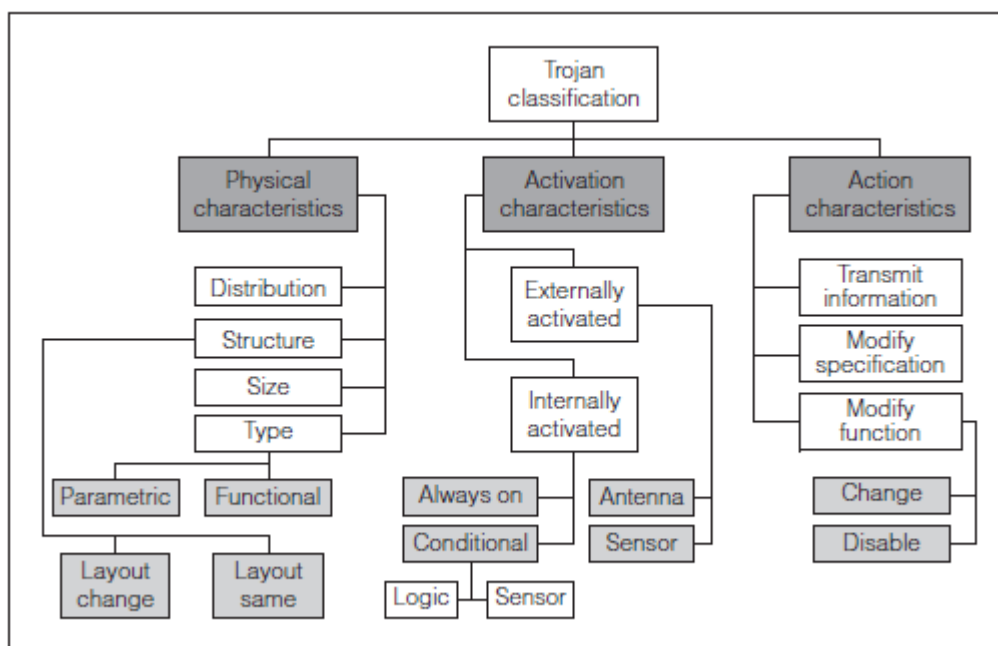 Trojan
classification
Physical
characteristics
Activation
characteristics
Action
characteristics
Distribution
Structure
Size
Type
Parametric
Functional
Layout
change
Layout
same
Externally
activated
Internally
activated
Always on
Conditional
Logic
Sensor
Antenna
Sensor
Transmit
information
Modify
specification
Modify
function
Change
Disable